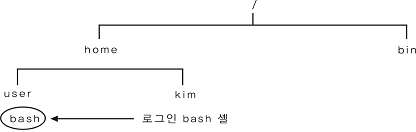 /
home bin
user kim
bash 로그인 bash 셸